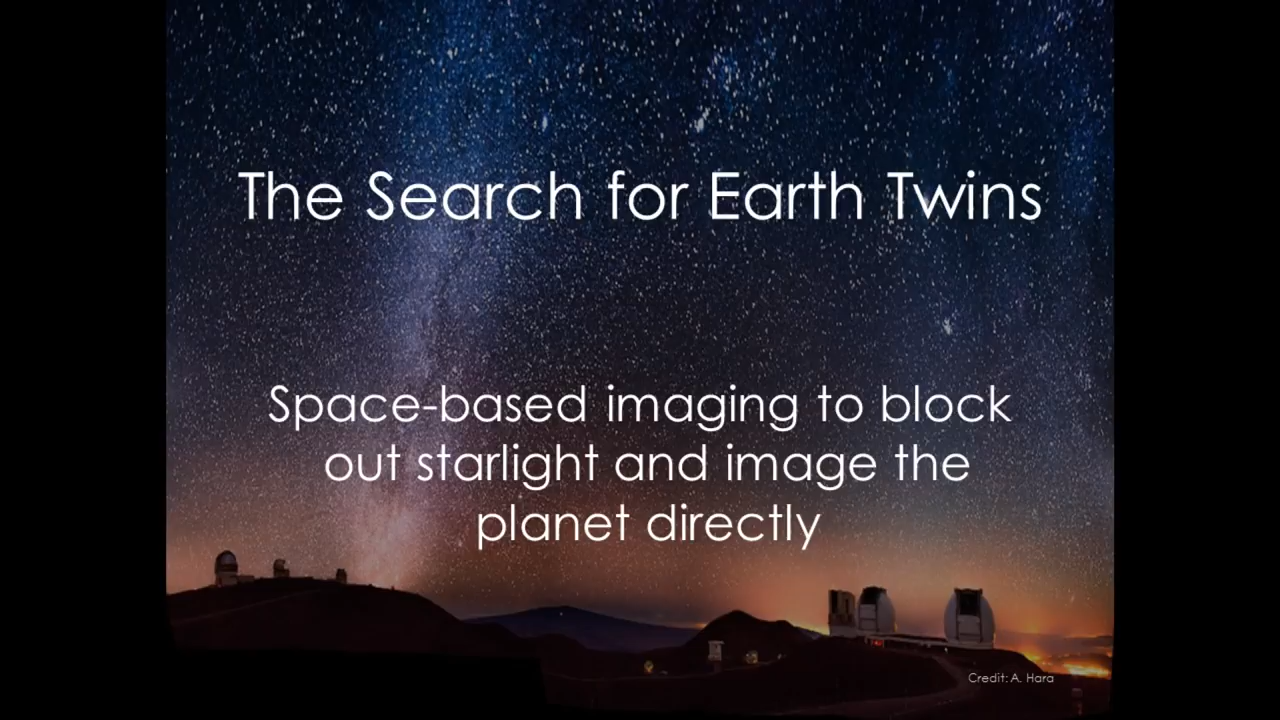 The Search for Earth Twins
Space-based imaging to block
out starlight and image the
planet directly
Credit: A. Hara